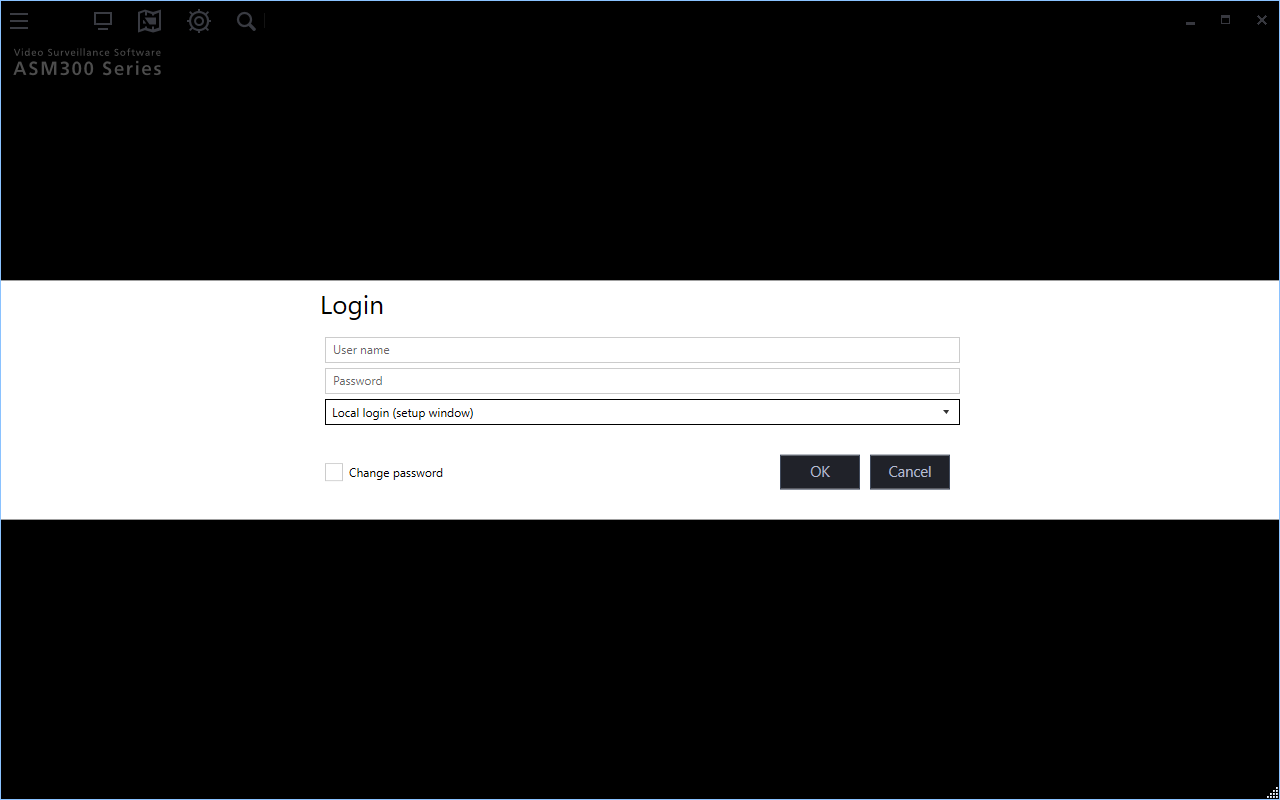 Video Surveillance Software
ASM300 Series
Login
User name
Password
Local login (setup window)
Change password
OK
Cancel